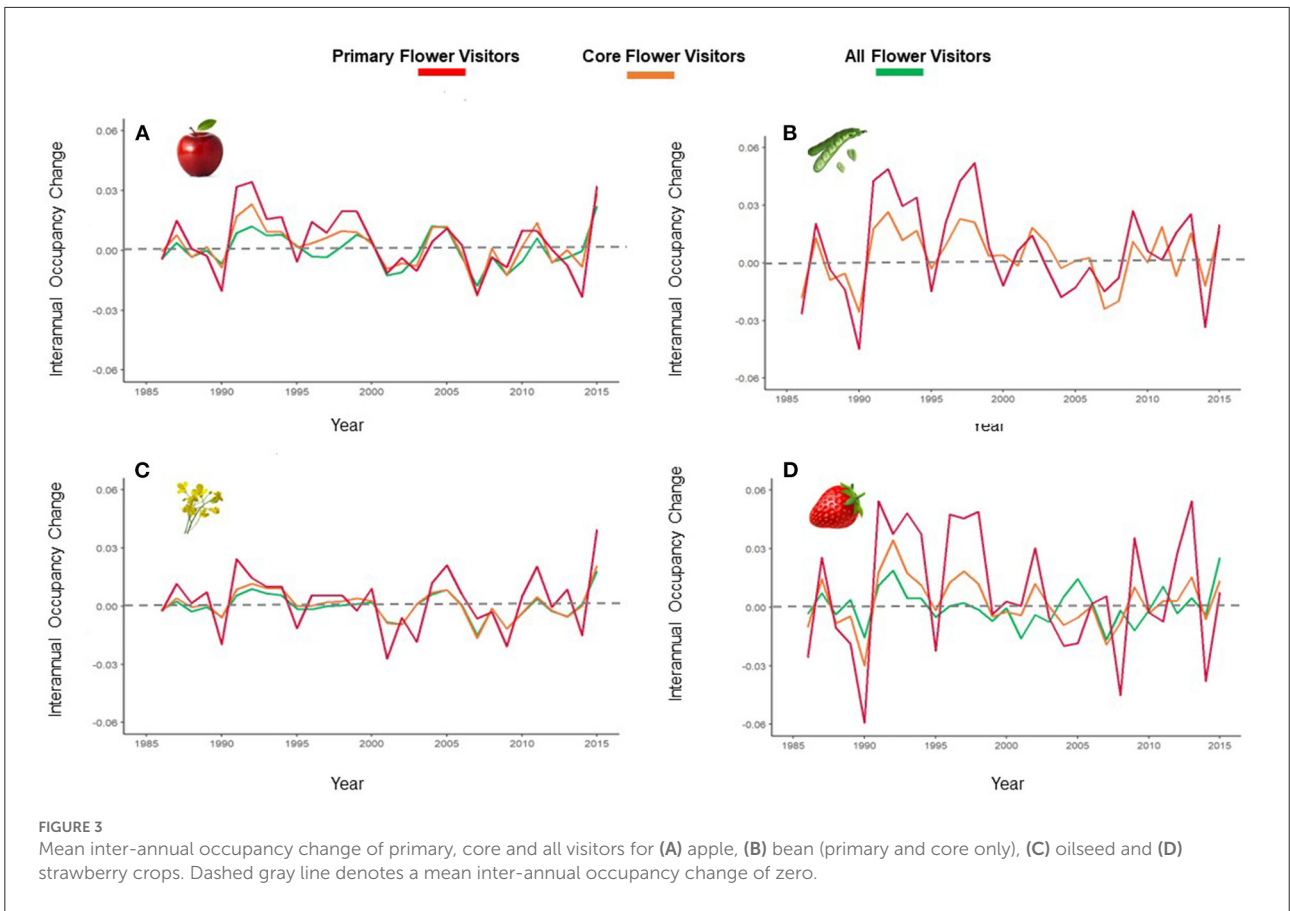 Primary Flower Visitors Core Flower Visitors All Flower Visitors
A
Interannual Occupancy Change
0.06
0.03
0.00
-0.03
-0.06
1985 1990 1995 2000 2005 2010 2015
Year
B
Interannual Occupancy Change
0.06
0.03
0.00
-0.03
-0.06
1985 1990 1995 2000 2005 2010 2015
Year
C
Interannual Occupancy Change
0.06
0.03
0.00
-0.03
-0.06
1985 1990 1995 2000 2005 2010 2015
Year
D
Interannual Occupancy Change
0.06
0.03
0.00
-0.03
-0.06
1985 1990 1995 2000 2005 2010 2015
Year
FIGURE 3
Mean inter-annual occupancy change of primary, core and all visitors for (A) apple, (B) bean (primary and core only), (C) oilseed and (D)
strawberry crops. Dashed gray line denotes a mean inter-annual occupancy change of zero.